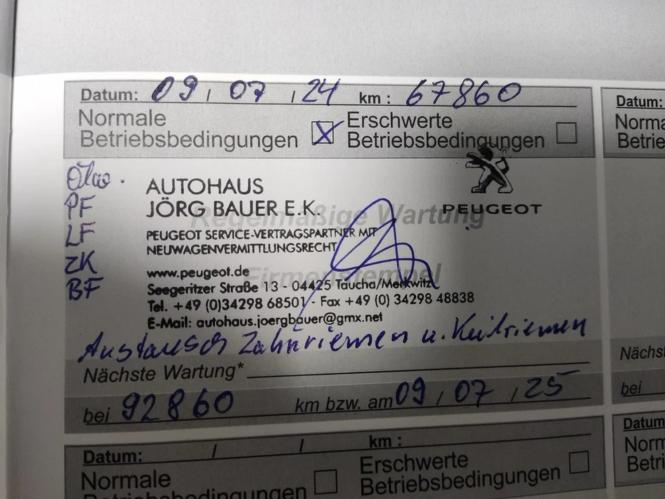 Datum: 09 / 07 / 24 km : 67860
Normale Betriebsbedingungen
Erschwerte Betriebsbedingungen
PF
LF
ZK
BF
AUTOHAUS
JÖRG BAUER E.K.
PEUGEOT SERVICE-VERTRAGSPARTNER MIT
NEUWAGENVERMITTLUNGSRECHT
www.peugeot.de
Seegeritzer Straße 13 - 04425 Taucha/Merkwitz
Tel. +49 (0)34298 68501 - Fax +49 (0) 34298 48838
E-Mail: autohaus.joergbauer@gmx.net
PEUGEOT
Regelmäßige Wartung
Firmenstempel
Austausch Zahnriemen u. Keilriemen
Nächste Wartung*
bei 92860 km bzw. am 09 / 07 / 25
Datum: / / km :
Normale
Betriebsbedingungen
Erschwerte
Betriebsbedingungen
Datum:
Betri
Nächs
bei
Datum
Norm
Betri